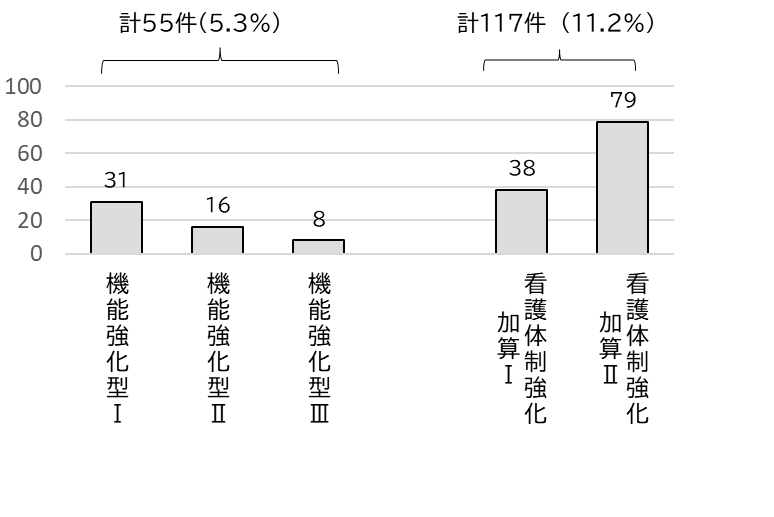 計55件(5.3%)
計117件（11.2%）
100
80
60
40
20
0
31
16
8
38
79
機能強化型Ⅰ
機能強化型Ⅱ
機能強化型Ⅲ
看護体制強化
加算Ⅰ
看護体制強化
加算Ⅱ